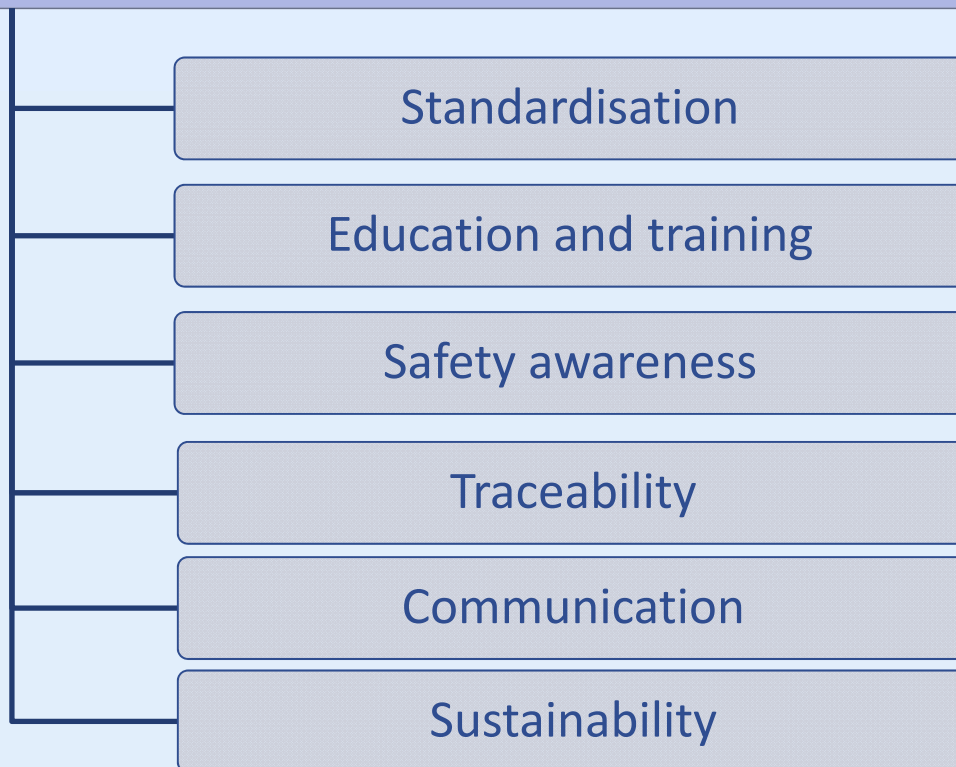 Standardisation
Education and training
Safety awareness
Traceability
Communication
Sustainability